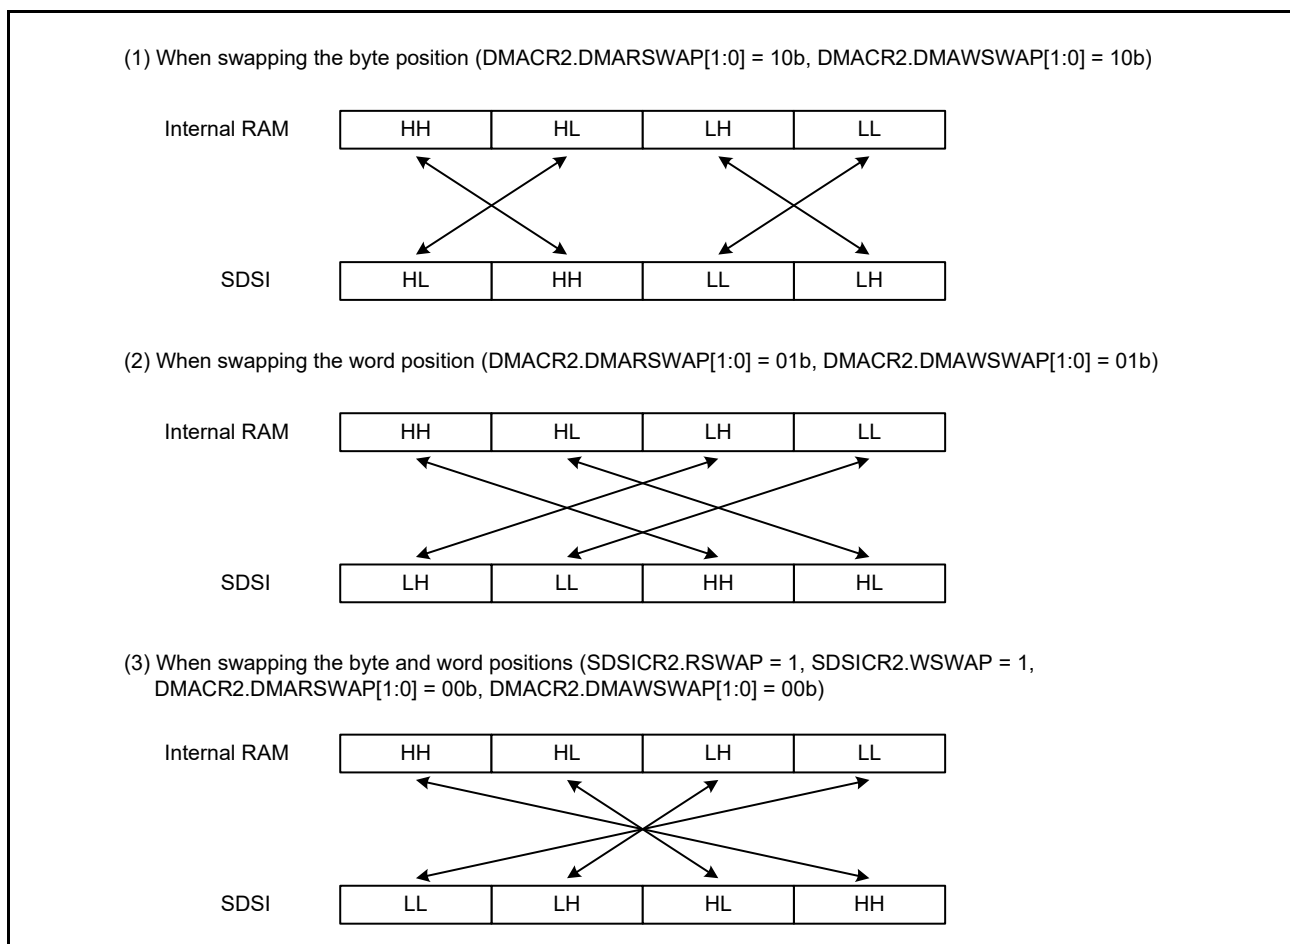 (1) When swapping the byte position (DMACR2.DMARSWAP[1:0] = 10b, DMACR2.DMAWSWAP[1:0] = 10b)
Internal RAM HH HL LH LL
SDSI HL HH LL LH
(2) When swapping the word position (DMACR2.DMARSWAP[1:0] = 01b, DMACR2.DMAWSWAP[1:0] = 01b)
Internal RAM HH HL LH LL
SDSI LH LL HH HL
(3) When swapping the byte and word positions (SDSICR2.RSWAP = 1, SDSICR2.WSWAP = 1,
DMACR2.DMARSWAP[1:0] = 00b, DMACR2.DMAWSWAP[1:0] = 00b)
Internal RAM HH HL LH LL
SDSI LL LH HL HH